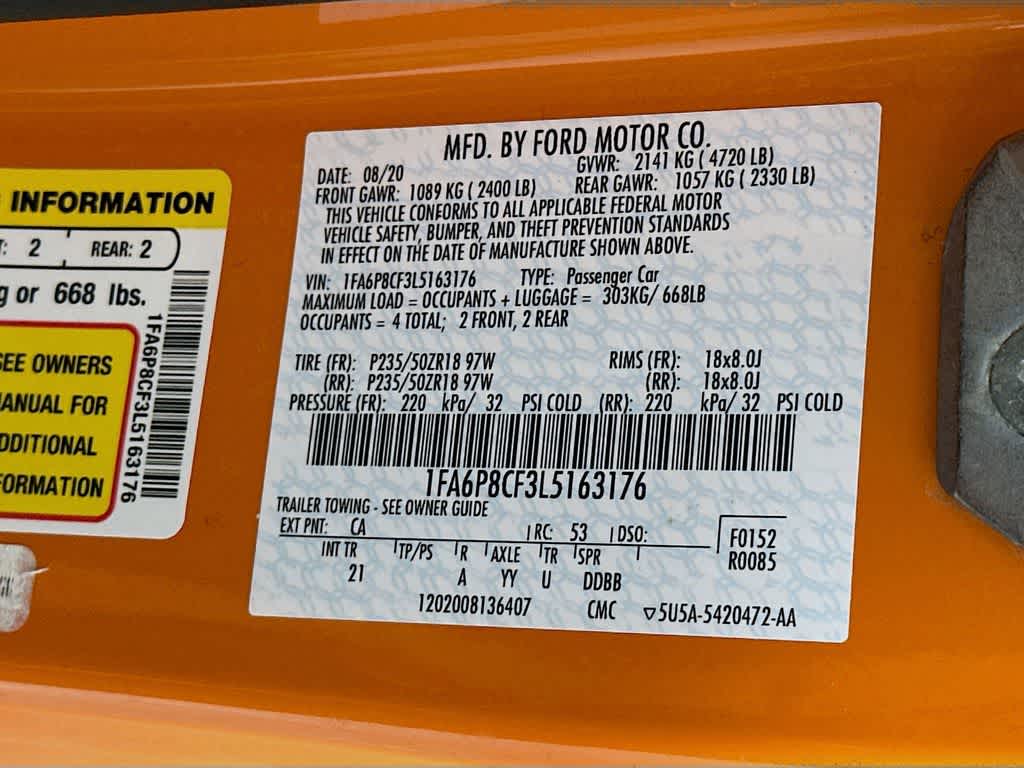 INFORMATION
2 REAR: 2
g or 668 lbs.
SEE OWNERS
MANUAL FOR
ADDITIONAL
INFORMATION
1FA6P8CF3L5163176
MFD. BY FORD MOTOR CO.
DATE: 08/20 GVWR: 2141 KG ( 4720 LB)
FRONT GAWR: 1089 KG ( 2400 LB) REAR GAWR: 1057 KG ( 2330 LB)
THIS VEHICLE CONFORMS TO ALL APPLICABLE FEDERAL MOTOR
VEHICLE SAFETY, BUMPER, AND THEFT PREVENTION STANDARDS
IN EFFECT ON THE DATE OF MANUFACTURE SHOWN ABOVE.
VIN: 1FA6P8CF3L5163176 TYPE: Passenger Car
MAXIMUM LOAD = OCCUPANTS + LUGGAGE = 303KG/ 668LB
OCCUPANTS = 4 TOTAL; 2 FRONT, 2 REAR
TIRE (FR): P235/50ZR18 97W RIMS (FR): 18x8.0J
(RR): P235/50ZR18 97W (RR): 18x8.0J
PRESSURE (FR): 220 kPa/ 32 PSI COLD (RR): 220 kPa/ 32 PSI COLD
1FA6P8CF3L5163176
TRAILER TOWING - SEE OWNER GUIDE
EXT PNT: CA RC: 53 DSO: F0152
INT TR TP/PS R AXLE TR SPR R0085
21 A YY U DDBB
1202008136407 CMC ▽5U5A-5420472-AA